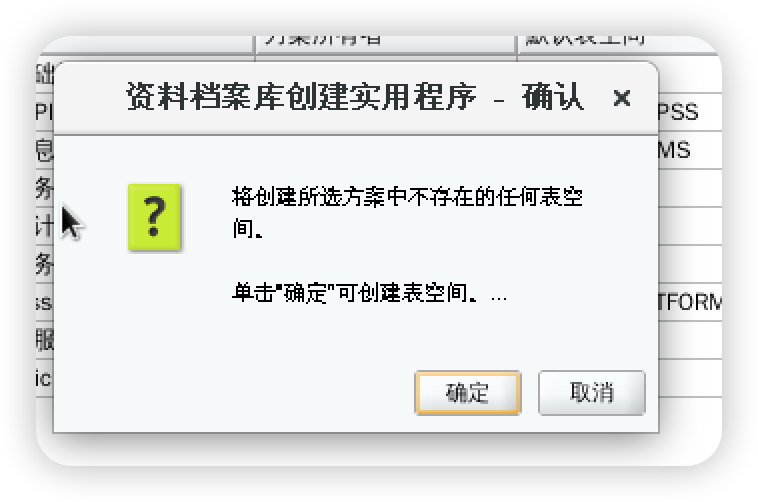 方案所有者 默认表空间
础
资料档案库创建实用程序 - 确认
PI
PSS
息
MS
务
将创建所选方案中不存在的任何表空
间。
计
务
单击"确定"可创建表空间。...
ss
TFORM
服
ic
确定 取消